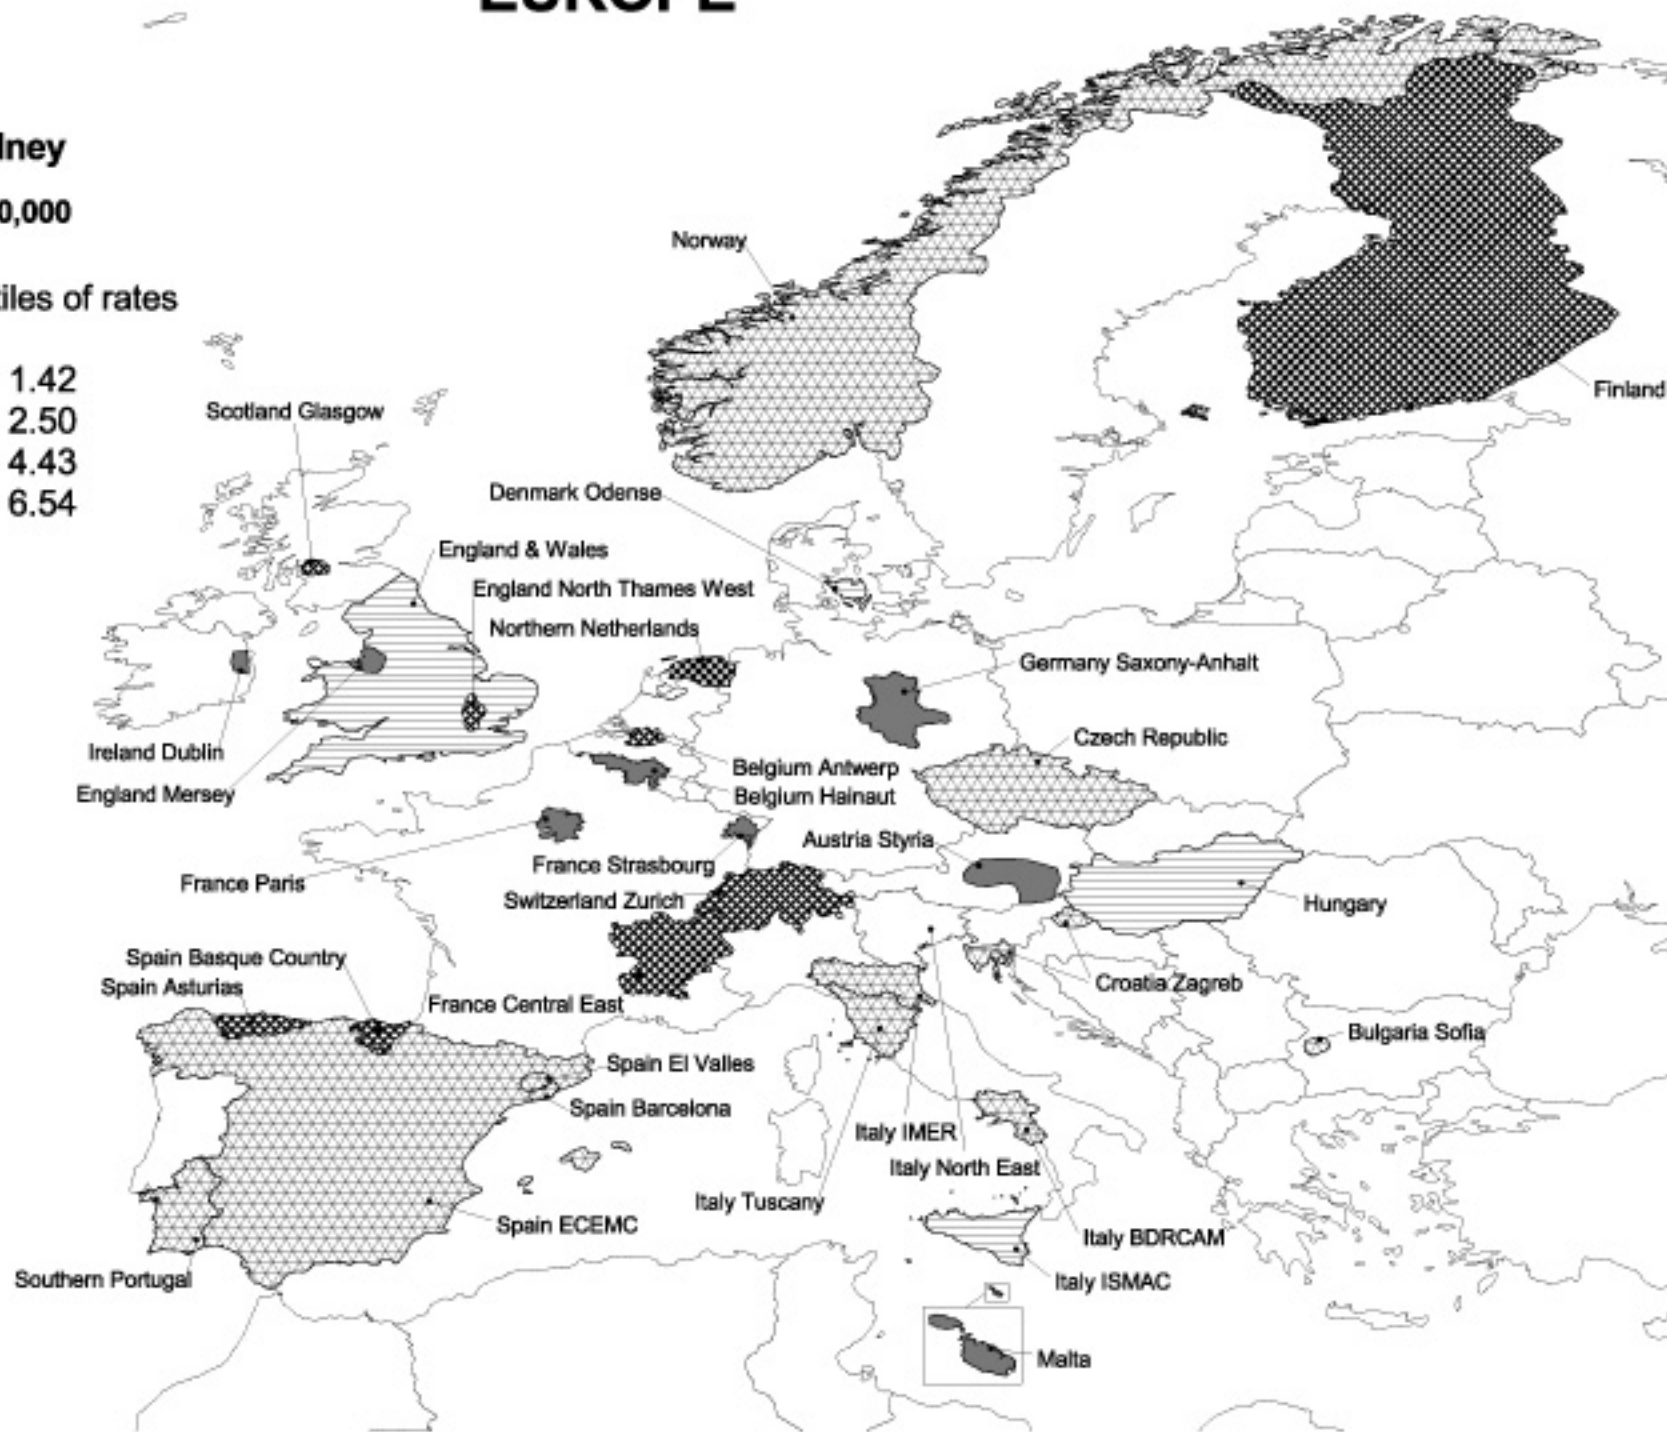 EUROPE
dney
0,000
tiles of rates
1.42
2.50
4.43
6.54
Norway
Finland
Scotland Glasgow
Denmark Odense
England & Wales
England North Thames West
Northern Netherlands
Germany Saxony-Anhalt
Ireland Dublin
Czech Republic
England Mersey
Belgium Antwerp
Belgium Hainaut
Austria Styria
France Strasbourg
France Paris
Switzerland Zurich
Hungary
Spain Basque Country
Spain Asturias
Croatia Zagreb
France Central East
Bulgaria Sofia
Spain El Valles
Spain Barcelona
Italy IMER
Italy North East
Italy Tuscany
Spain ECEMC
Italy BDRCAM
Southern Portugal
Italy ISMAC
Malta